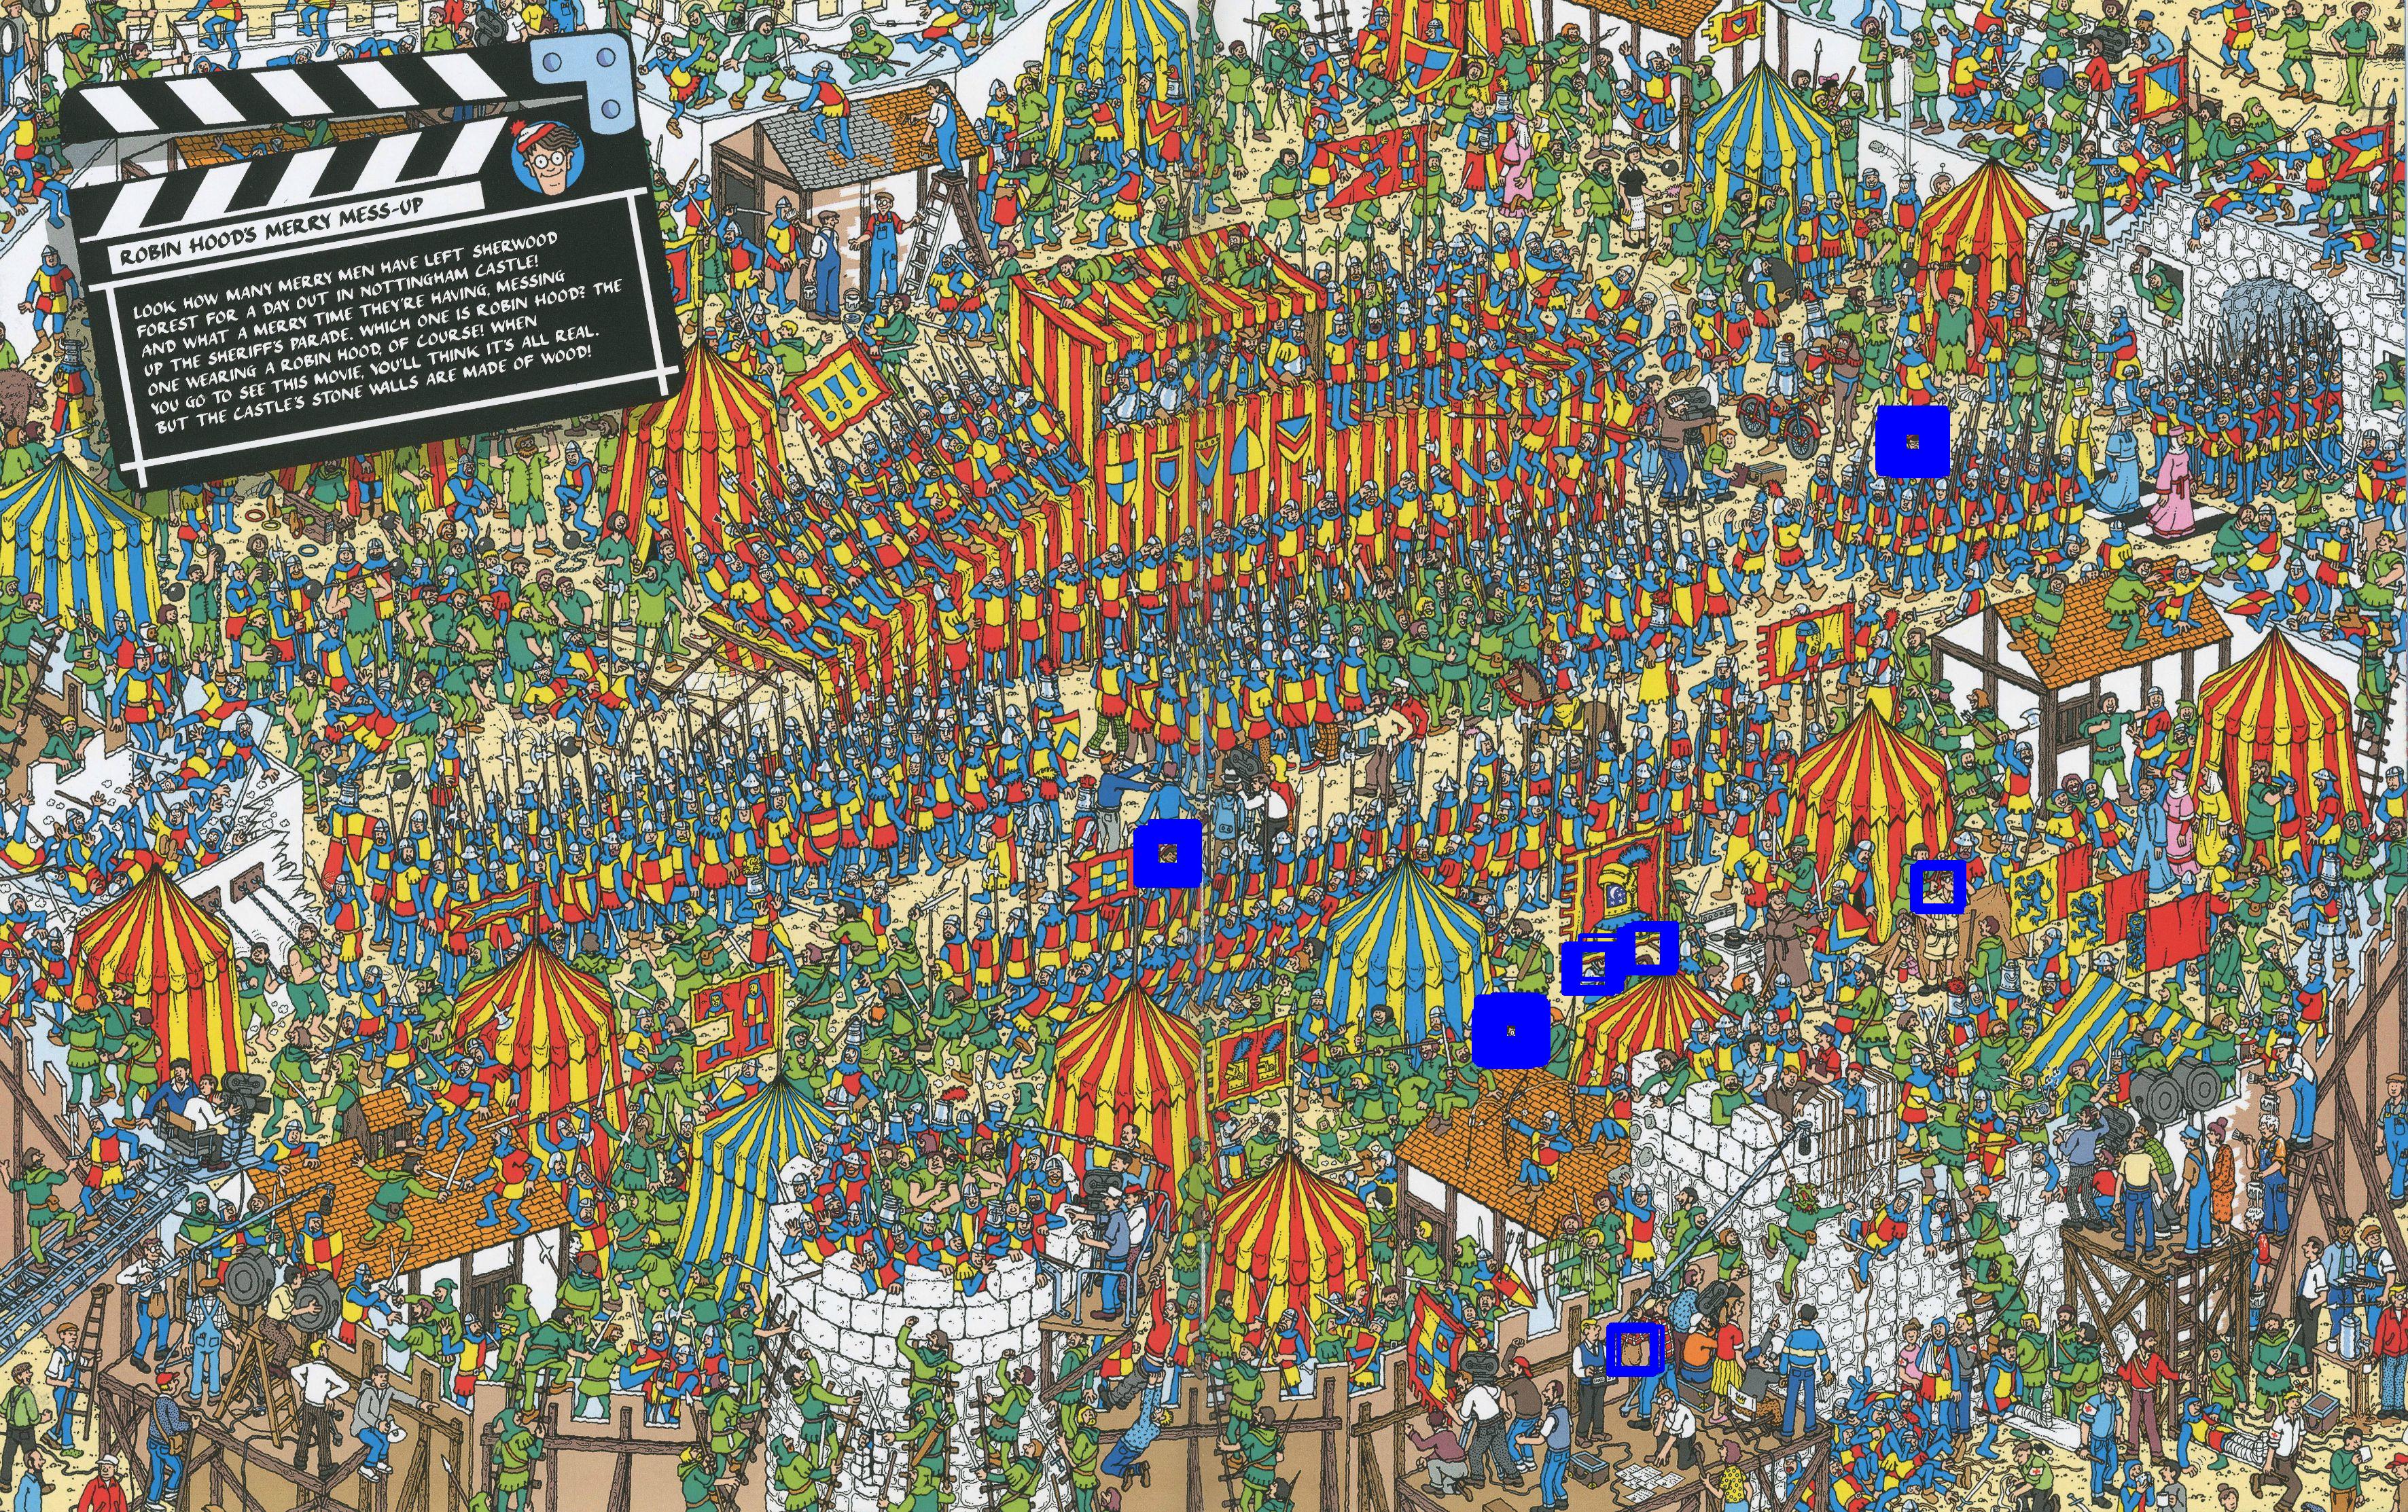 ROBIN HOOD'S MERRY MESS-UP
LOOK HOW MANY MERRY MEN HAVE LEFT SHERWOOD
FOREST FOR A DAY OUT IN NOTTINGHAM CASTLE!
AND WHAT A MERRY TIME THEY'RE HAVING, MESSING
UP THE SHERIFF'S PARADE. WHICH ONE IS ROBIN HOOD? THE
ONE WEARING A ROBIN HOOD, OF COURSE! WHEN
YOU GO TO SEE THIS MOVIE, YOU'LL THINK IT'S ALL REAL.
BUT THE CASTLE'S STONE WALLS ARE MADE OF WOOD!